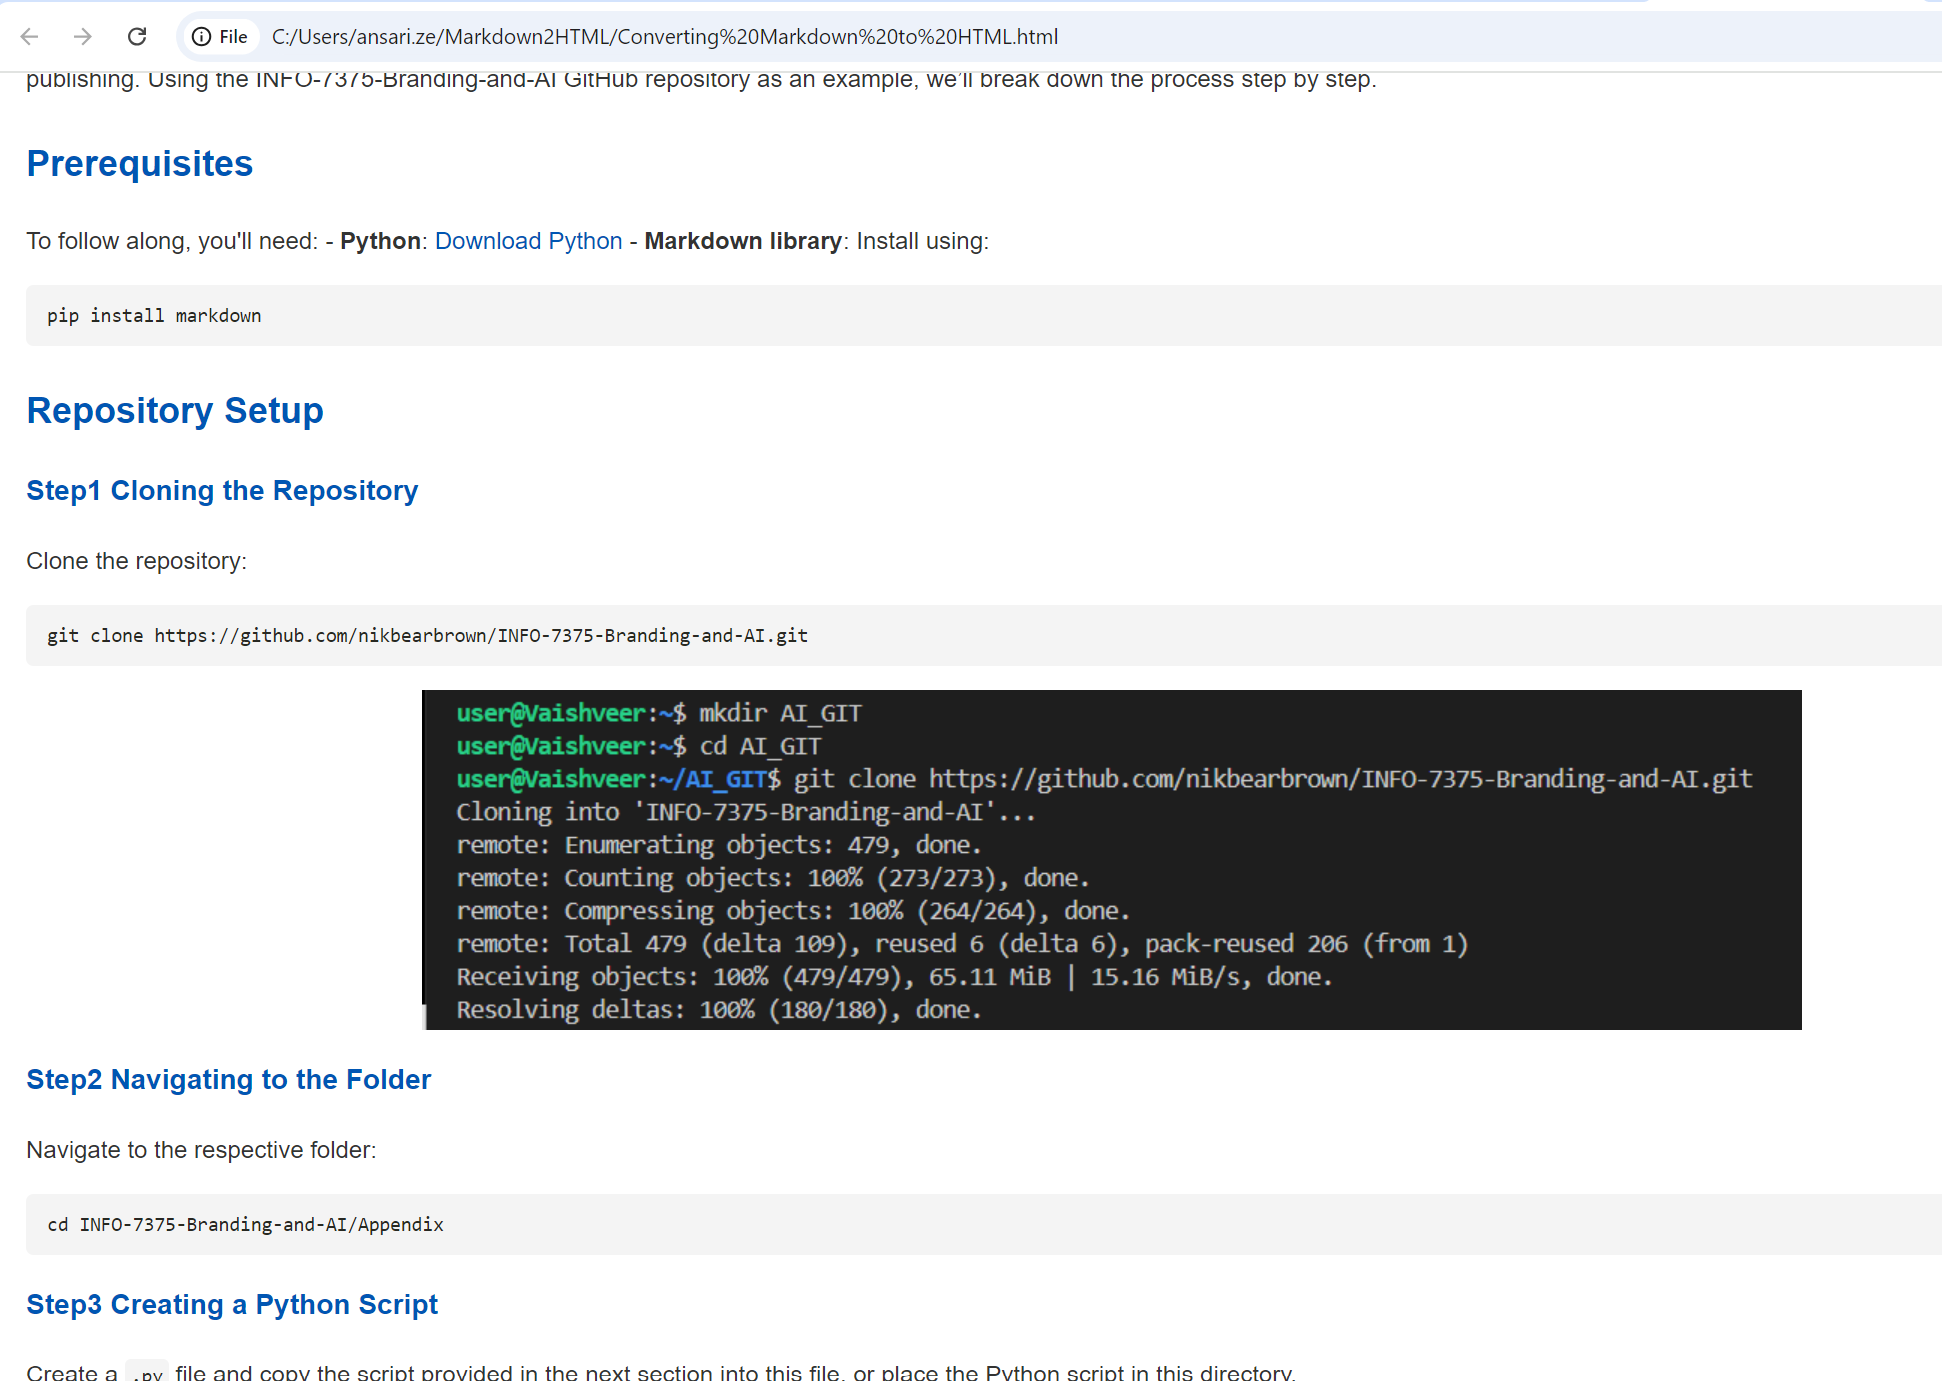 File C:/Users/ansari.ze/Markdown2HTML/Converting%20Markdown%20to%20HTML.html
publishing. Using the INFO-7375-Branding-and-AI GitHub repository as an example, we'll break down the process step by step.
Prerequisites
To follow along, you'll need: - Python: Download Python - Markdown library: Install using:
pip install markdown
Repository Setup
Step1 Cloning the Repository
Clone the repository:
git clone https://github.com/nikbearbrown/INFO-7375-Branding-and-AI.git
user@Vaishveer:~$ mkdir AI_GIT
user@Vaishveer:~$ cd AI_GIT
user@Vaishveer:~/AI_GIT$ git clone https://github.com/nikbearbrown/INFO-7375-Branding-and-AI.git
Cloning into 'INFO-7375-Branding-and-AI'...
remote: Enumerating objects: 479, done.
remote: Counting objects: 100% (273/273), done.
remote: Compressing objects: 100% (264/264), done.
remote: Total 479 (delta 109), reused 6 (delta 6), pack-reused 206 (from 1)
Receiving objects: 100% (479/479), 65.11 MiB | 15.16 MiB/s, done.
Resolving deltas: 100% (180/180), done.
Step2 Navigating to the Folder
Navigate to the respective folder:
cd INFO-7375-Branding-and-AI/Appendix
Step3 Creating a Python Script
Create a .py file and copy the script provided in the next section into this file, or place the Python script in this directory.